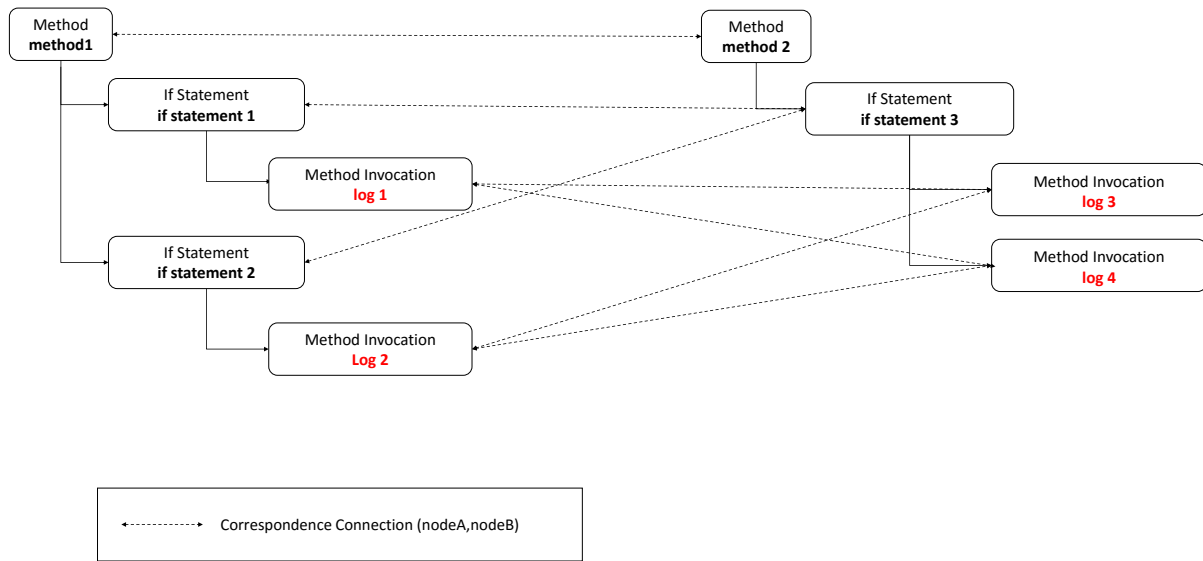 Method
method1
Method
method 2
If Statement
if statement 1
If Statement
if statement 3
Method Invocation
log 1
Method Invocation
log 3
If Statement
if statement 2
Method Invocation
log 4
Method Invocation
Log 2
Correspondence Connection (nodeA,nodeB)